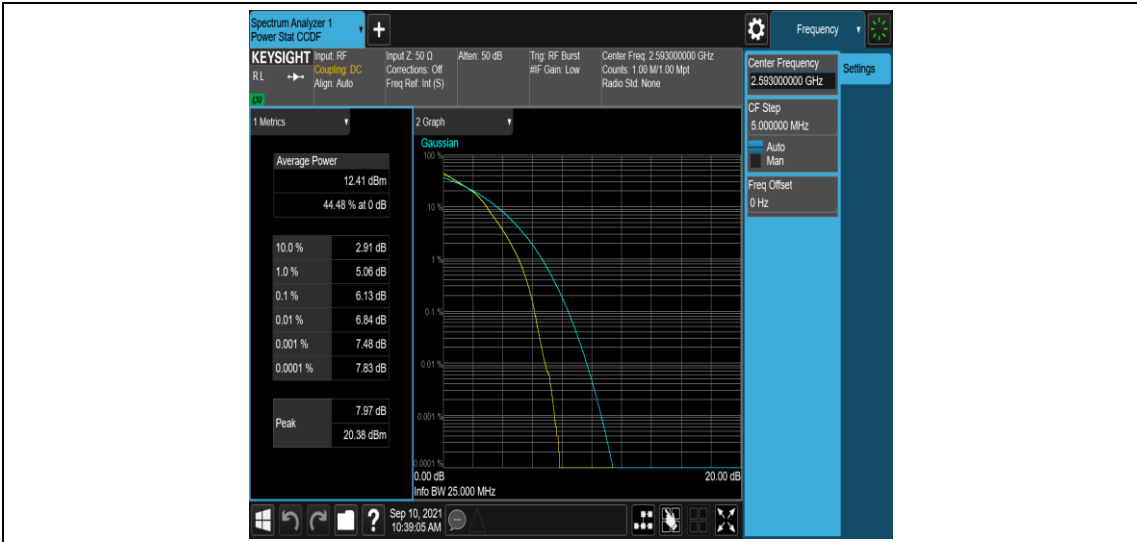 Spectrum Analyzer 1
Power Stat CCDF
+
Frequency
KEYSIGHT
Input: RF
Coupling: DC
Align: Auto
Input Z: 50 Ω
Corrections: Off
Freq Ref: Int (S)
Atten: 50 dB
Trig: RF Burst
#IF Gain: Low
Center Freq: 2.593000000 GHz
Counts: 1.00 M/1.00 Mpt
Radio Std: None
R L
LXI
Center Frequency
2.593000000 GHz
Settings
CF Step
5.000000 MHz
Auto
Man
Freq Offset
0 Hz
1 Metrics
2 Graph
Average Power
12.41 dBm
44.48 % at 0 dB
10.0 % 2.91 dB
1.0 % 5.06 dB
0.1 % 6.13 dB
0.01 % 6.84 dB
0.001 % 7.48 dB
0.0001 % 7.83 dB
Peak
7.97 dB
20.38 dBm
Gaussian
100 %
10 %
1 %
0.1 %
0.01 %
0.001 %
0.0001 %
0.00 dB
20.00 dB
Info BW 25.000 MHz
?
Sep 10, 2021
10:39:05 AM